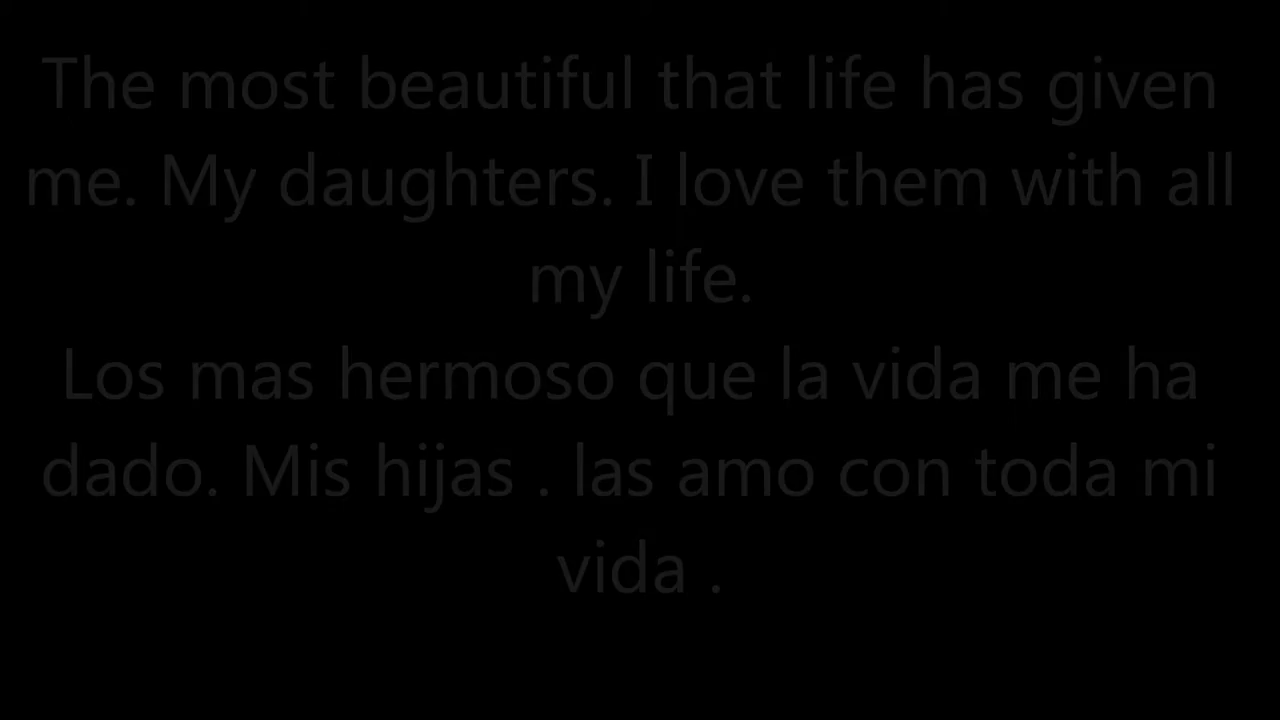 The most beautiful that life has given
me. My daughters. I love them with all
my life.
Los mas hermoso que la vida me ha
dado. Mis hijas . las amo con toda mi
vida .